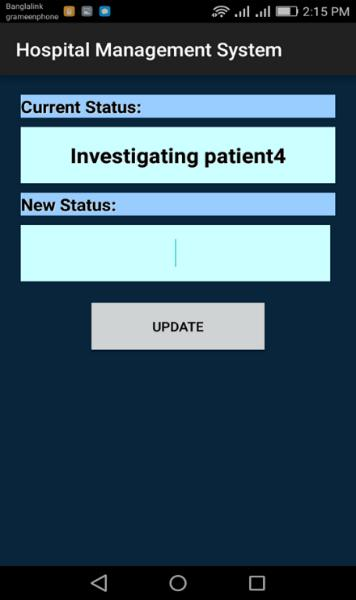 Banglalink
grameenphone
2:15 PM
Hospital Management System
Current Status:
Investigating patient4
New Status:
UPDATE